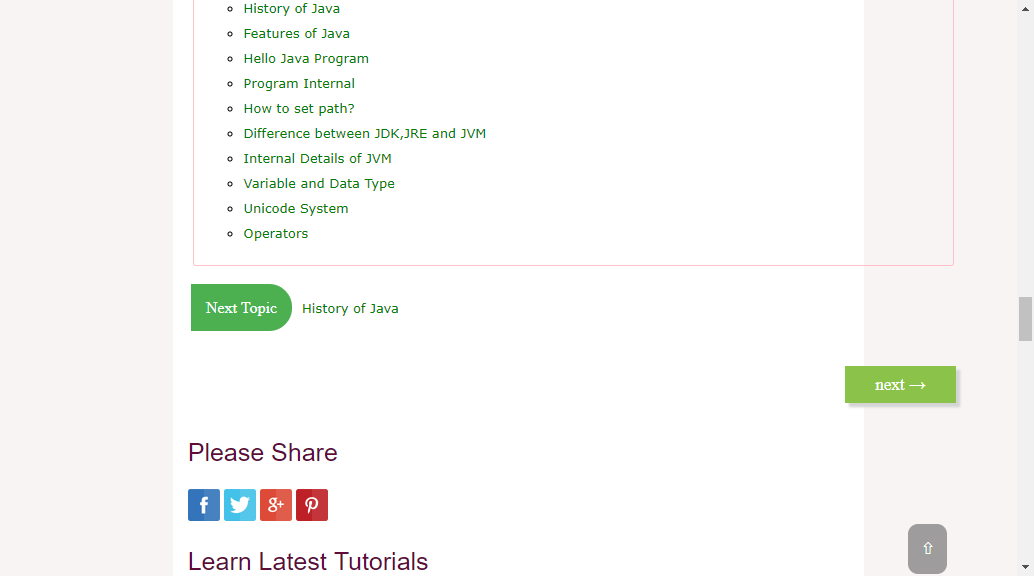 History of Java
Features of Java
Hello Java Program
Program Internal
How to set path?
Difference between JDK,JRE and JVM
Internal Details of JVM
Variable and Data Type
Unicode System
Operators
Next Topic History of Java
next →
Please Share
f g+
Learn Latest Tutorials
⇧